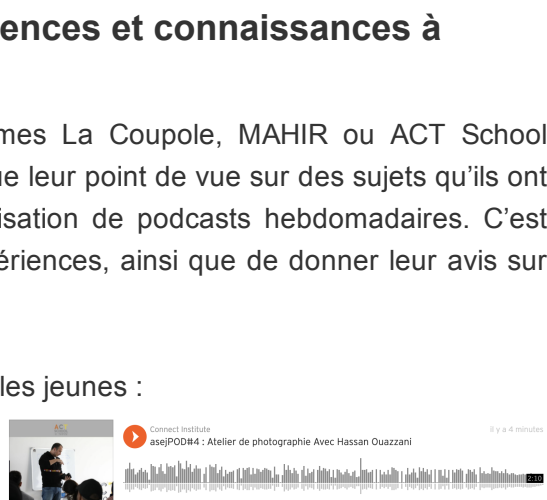 ences et connaissances à
mes La Coupole, MAHIR ou ACT School
ue leur point de vue sur des sujets qu'ils ont
isation de podcasts hebdomadaires. C'est
ériences, ainsi que de donner leur avis sur
les jeunes :
Connect Institute
il y a 4 minutes
asejPOD#4 : Atelier de photographie Avec Hassan Ouazzani
2:10